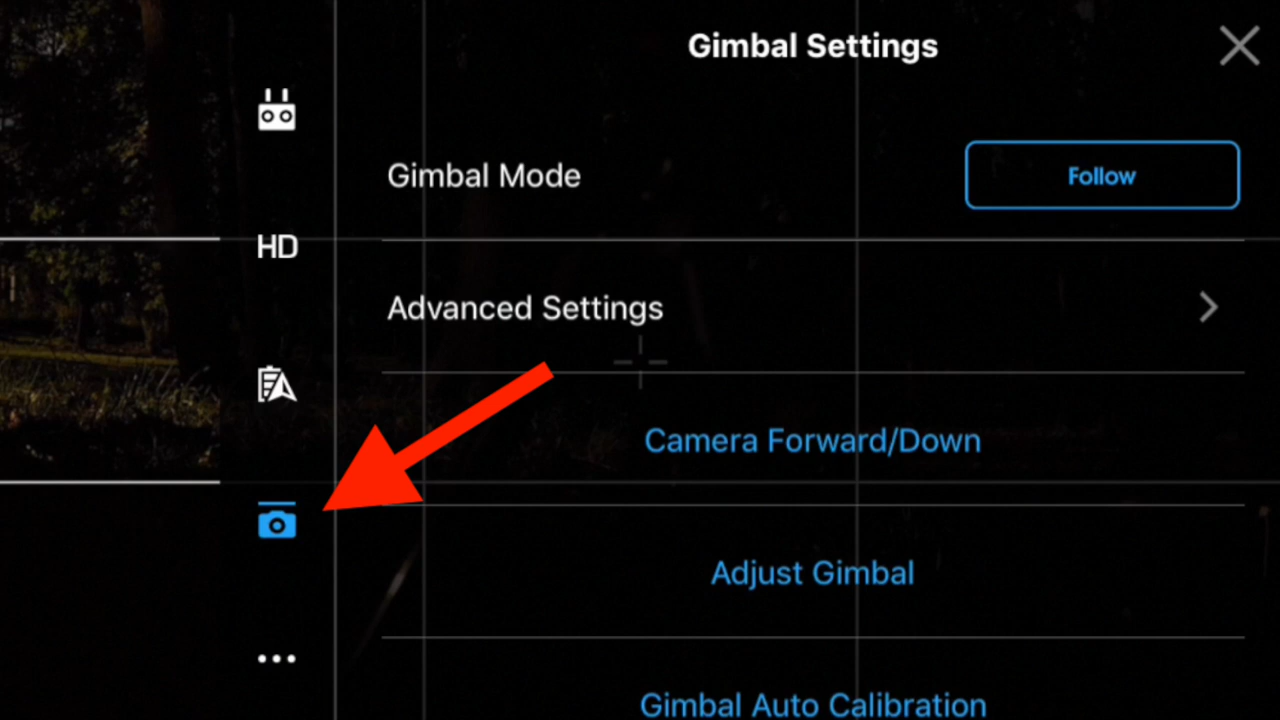 Gimbal Settings
Gimbal Mode
Follow
HD
Advanced Settings
Camera Forward/Down
Adjust Gimbal
Gimbal Auto Calibration